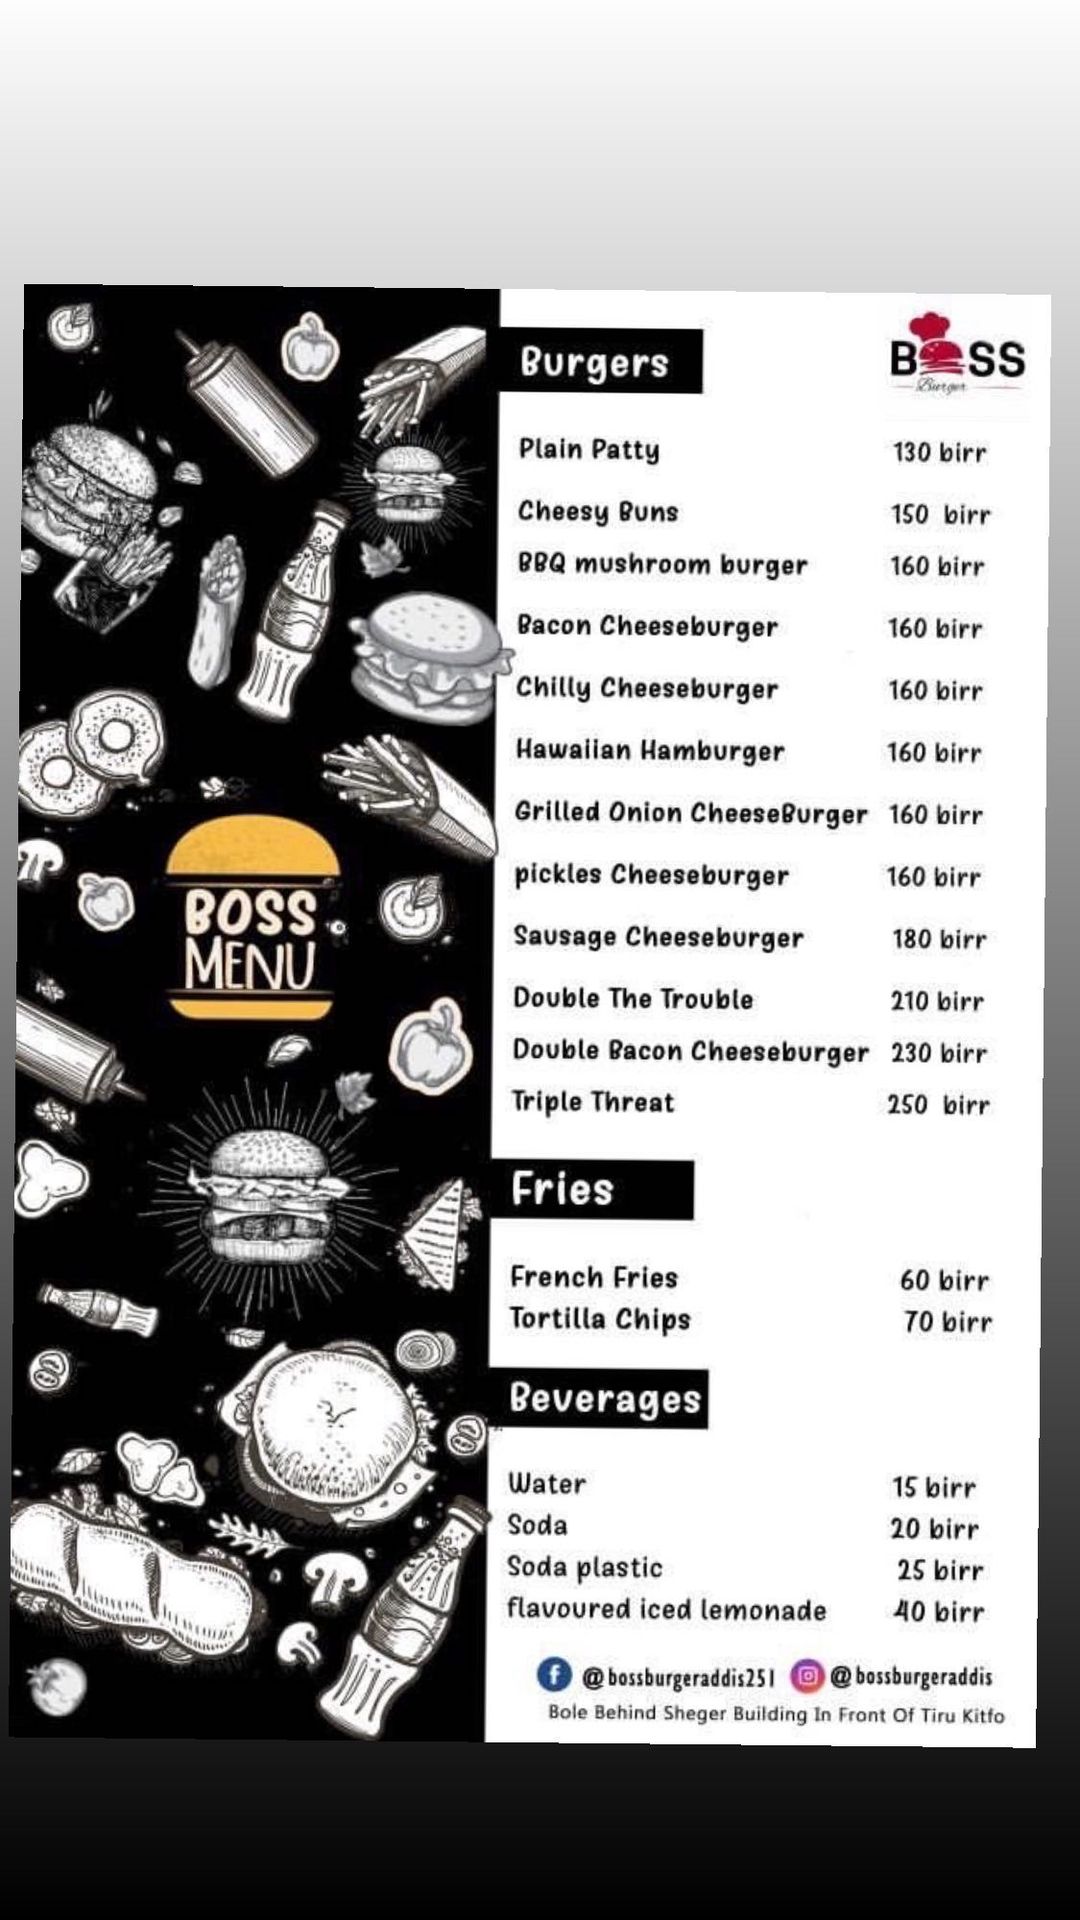 BOSS
Burger
Burgers
Plain Patty 130 birr
Cheesy Buns 150 birr
BBQ mushroom burger 160 birr
Bacon Cheeseburger 160 birr
Chilly Cheeseburger 160 birr
Hawaiian Hamburger 160 birr
Grilled Onion CheeseBurger 160 birr
pickles Cheeseburger 160 birr
Sausage Cheeseburger 180 birr
Double The Trouble 210 birr
Double Bacon Cheeseburger 230 birr
Triple Threat 250 birr
BOSS
MENU
Fries
French Fries 60 birr
Tortilla Chips 70 birr
Beverages
Water 15 birr
Soda 20 birr
Soda plastic 25 birr
flavoured iced lemonade 40 birr
@bossburgeraddis251 @bossburgeraddis
Bole Behind Sheger Building In Front Of Tiru Kitfo